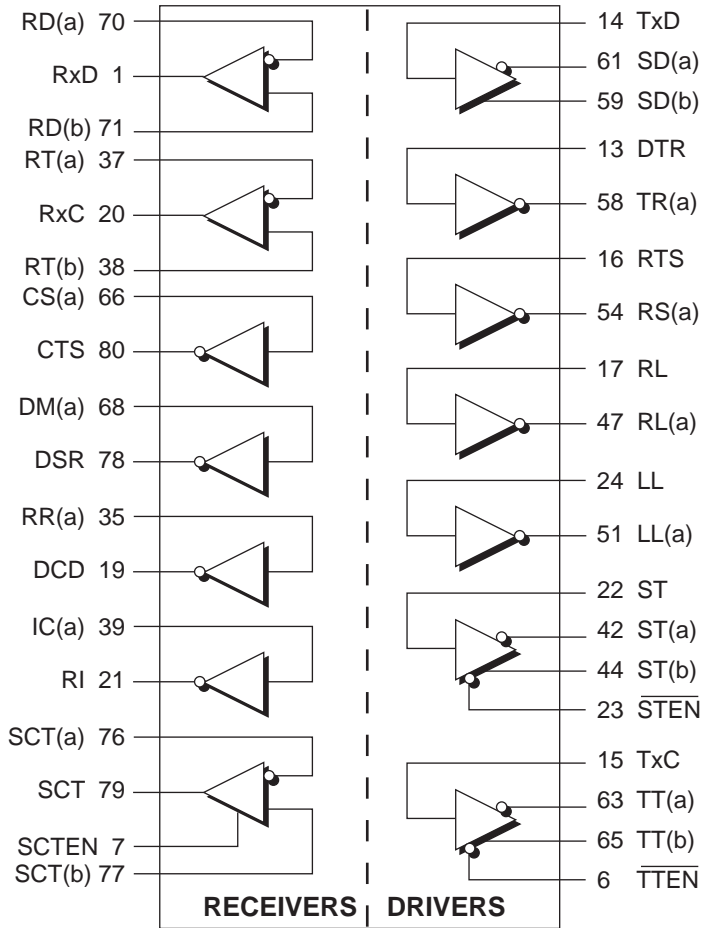 RD(a) 70
RxD 1
RD(b) 71
RT(a) 37
RxC 20
RT(b) 38
CS(a) 66
CTS 80
DM(a) 68
DSR 78
RR(a) 35
DCD 19
IC(a) 39
RI 21
SCT(a) 76
SCT 79
SCTEN 7
SCT(b) 77
RECEIVERS
14 TxD
61 SD(a)
59 SD(b)
13 DTR
58 TR(a)
16 RTS
54 RS(a)
17 RL
47 RL(a)
24 LL
51 LL(a)
22 ST
42 ST(a)
44 ST(b)
23 S̅T̅E̅N̅
15 TxC
63 TT(a)
65 TT(b)
6 T̅T̅E̅N̅
DRIVERS